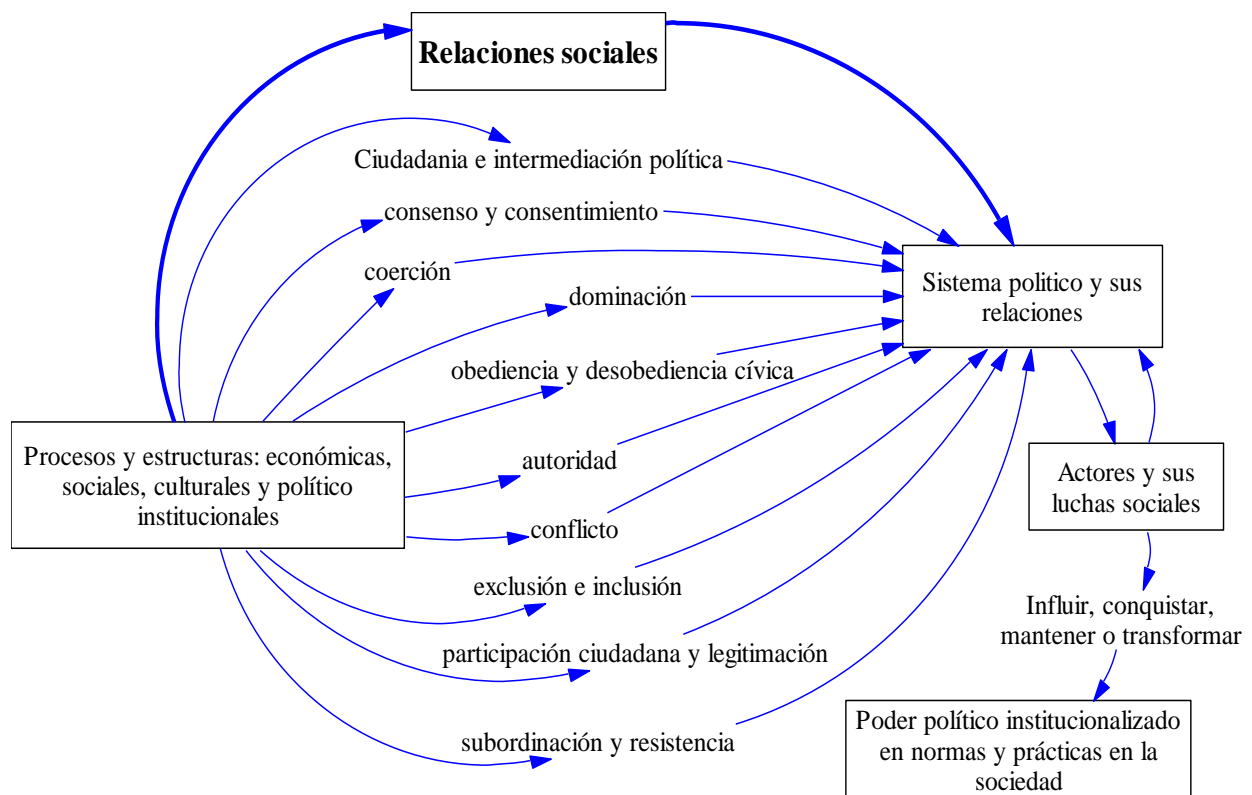 Relaciones sociales
Ciudadania e intermediación política
consenso y consentimiento
coerción
dominación
obediencia y desobediencia cívica
autoridad
conflicto
exclusión e inclusión
participación ciudadana y legitimación
subordinación y resistencia
Procesos y estructuras: económicas,
sociales, culturales y político
institucionales
Sistema politico y sus
relaciones
Actores y sus
luchas sociales
Influir, conquistar,
mantener o transformar
Poder político institucionalizado
en normas y prácticas en la
sociedad